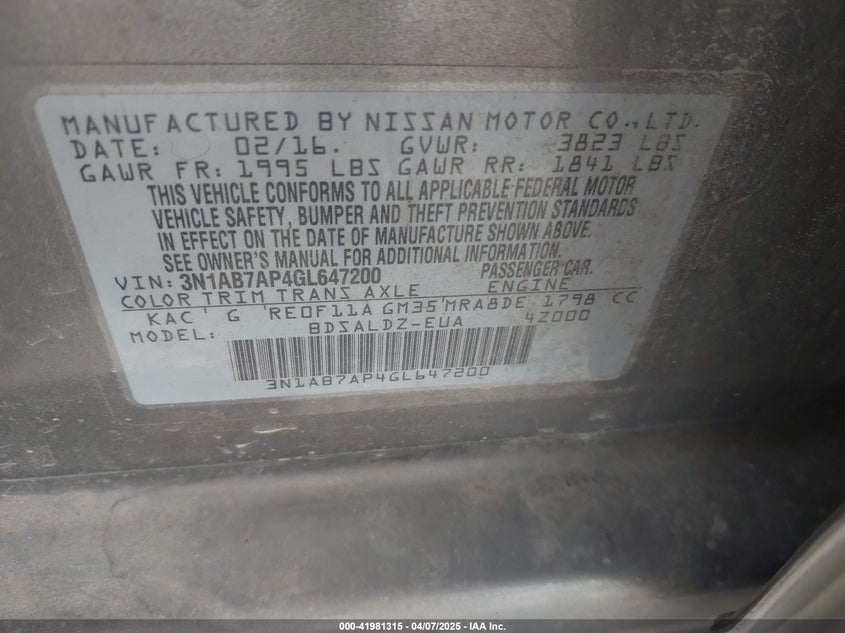 MANUFACTURED BY NISSAN MOTOR CO., LTD.
DATE: 02/16. GVWR: 3823 LBS
GAWR FR: 1995 LBS GAWR RR: 1841 LBS
THIS VEHICLE CONFORMS TO ALL APPLICABLE FEDERAL MOTOR
VEHICLE SAFETY, BUMPER AND THEFT PREVENTION STANDARDS
IN EFFECT ON THE DATE OF MANUFACTURE SHOWN ABOVE.
SEE OWNER'S MANUAL FOR ADDITIONAL INFORMATION.
VIN: 3N1AB7AP4GL647200 PASSENGER CAR.
COLOR TRIM TRANS AXLE ENGINE
KAC G RE0F11A GM35 MRA8DE 1798 CC
MODEL: BDSALDZ-EUA 4Z000
3N1AB7AP4GL647200
000-41981315 - 04/07/2025 - IAA Inc.